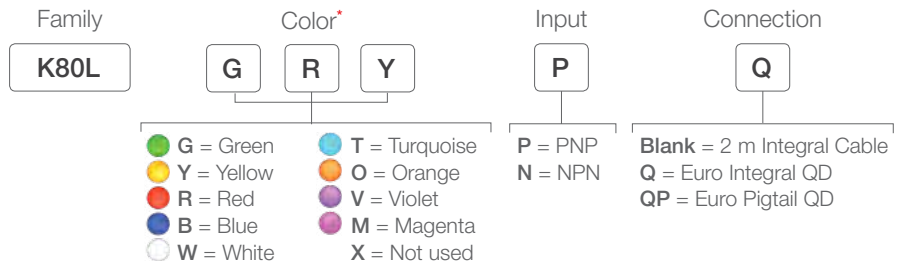 Family Color* Input Connection
K80L G R Y P Q
G = Green T = Turquoise P = PNP Blank = 2 m Integral Cable
Y = Yellow O = Orange N = NPN Q = Euro Integral QD
R = Red V = Violet QP = Euro Pigtail QD
B = Blue M = Magenta
W = White X = Not used